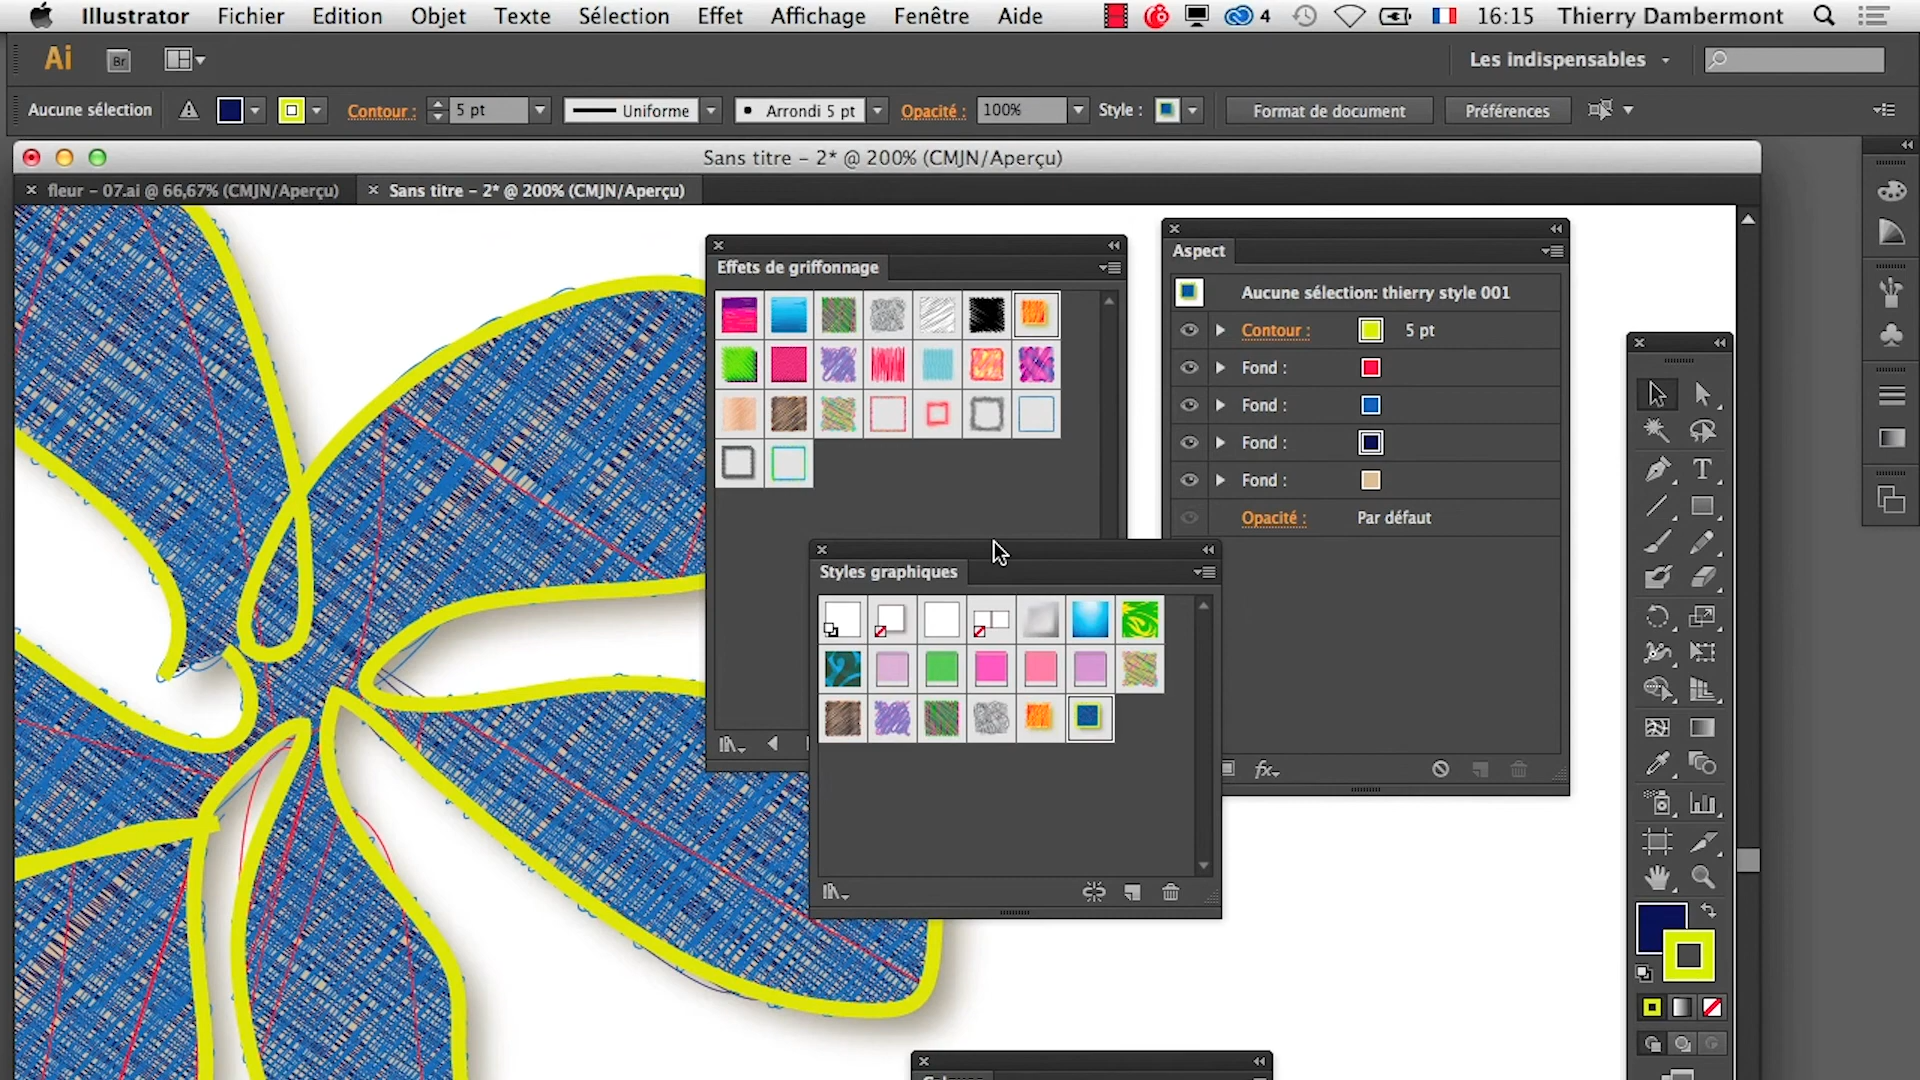 Illustrator Fichier Edition Objet Texte Sélection Effet Affichage Fenêtre Aide 4 16:15 Thierry Dambermont
Ai Br Les indispensables
Aucune sélection Contour : 5 pt Uniforme Arrondi 5 pt Opacité : 100% Style : Format de document Préférences
Sans titre - 2* @ 200% (CMJN/Aperçu)
fleur - 07.ai @ 66,67% (CMJN/Aperçu) Sans titre - 2* @ 200% (CMJN/Aperçu)
Effets de griffonnage
Aspect
Aucune sélection: thierry style 001
Contour : 5 pt
Fond :
Fond :
Fond :
Fond :
Opacité : Par défaut
fx
Styles graphiques
T